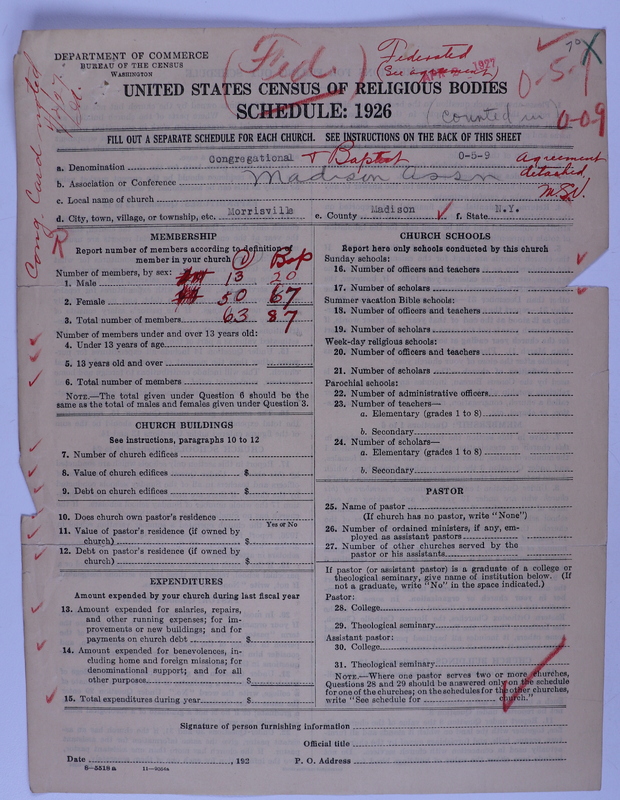 DEPARTMENT OF COMMERCE
BUREAU OF THE CENSUS
WASHINGTON
Fed.
Federated
(See agreement)
1927
70 X
0-5-9
UNITED STATES CENSUS OF RELIGIOUS BODIES
SCHEDULE: 1926
(counted in)
0-0-9
FILL OUT A SEPARATE SCHEDULE FOR EACH CHURCH. SEE INSTRUCTIONS ON THE BACK OF THIS SHEET
a. Denomination Congregational + Baptist 0-5-9
Agreement
detached,
b. Association or Conference Madison Assn
c. Local name of church
d. City, town, village, or township, etc. Morrisville e. County Madison f. State N.Y.
Cong. Card noted
R
MEMBERSHIP
Report number of members according to definition of
member in your church
C Bap
Number of members, by sex:
1. Male 13 20
2. Female 50 67
3. Total number of members 63 87
Number of members under and over 13 years old:
4. Under 13 years of age
5. 13 years old and over
6. Total number of members
NOTE.—The total given under Question 6 should be the
same as the total of males and females given under Question 3.
CHURCH BUILDINGS
See instructions, paragraphs 10 to 12
7. Number of church edifices
8. Value of church edifices $
9. Debt on church edifices $
10. Does church own pastor's residence
Yes or No
11. Value of pastor's residence (if owned by
church) $
12. Debt on pastor's residence (if owned by
church) $
EXPENDITURES
Amount expended by your church during last fiscal year
13. Amount expended for salaries, repairs,
and other running expenses; for im-
provements or new buildings; and for
payments on church debt $
14. Amount expended for benevolences, in-
cluding home and foreign missions; for
denominational support; and for all
other purposes $
15. Total expenditures during year $
CHURCH SCHOOLS
Report here only schools conducted by this church
Sunday schools:
16. Number of officers and teachers
17. Number of scholars
Summer vacation Bible schools:
18. Number of officers and teachers
19. Number of scholars
Week-day religious schools:
20. Number of officers and teachers
21. Number of scholars
Parochial schools:
22. Number of administrative officers
23. Number of teachers—
a. Elementary (grades 1 to 8)
b. Secondary
24. Number of scholars—
a. Elementary (grades 1 to 8)
b. Secondary
PASTOR
25. Name of pastor
(If church has no pastor, write "None")
26. Number of ordained ministers, if any, em-
ployed as assistant pastors
27. Number of other churches served by the
pastor or his assistants
If pastor (or assistant pastor) is a graduate of a college or
theological seminary, give name of institution below. (If
not a graduate, write "No" in the space indicated.)
Pastor:
28. College
29. Theological seminary
Assistant pastor:
30. College
31. Theological seminary
NOTE.—Where one pastor serves two or more churches,
Questions 28 and 29 should be answered only on the schedule
for one of the churches; on the schedules for the other churches,
write "See schedule for church."
Signature of person furnishing information
Official title
Date , 192 P. O. Address
8-5518a